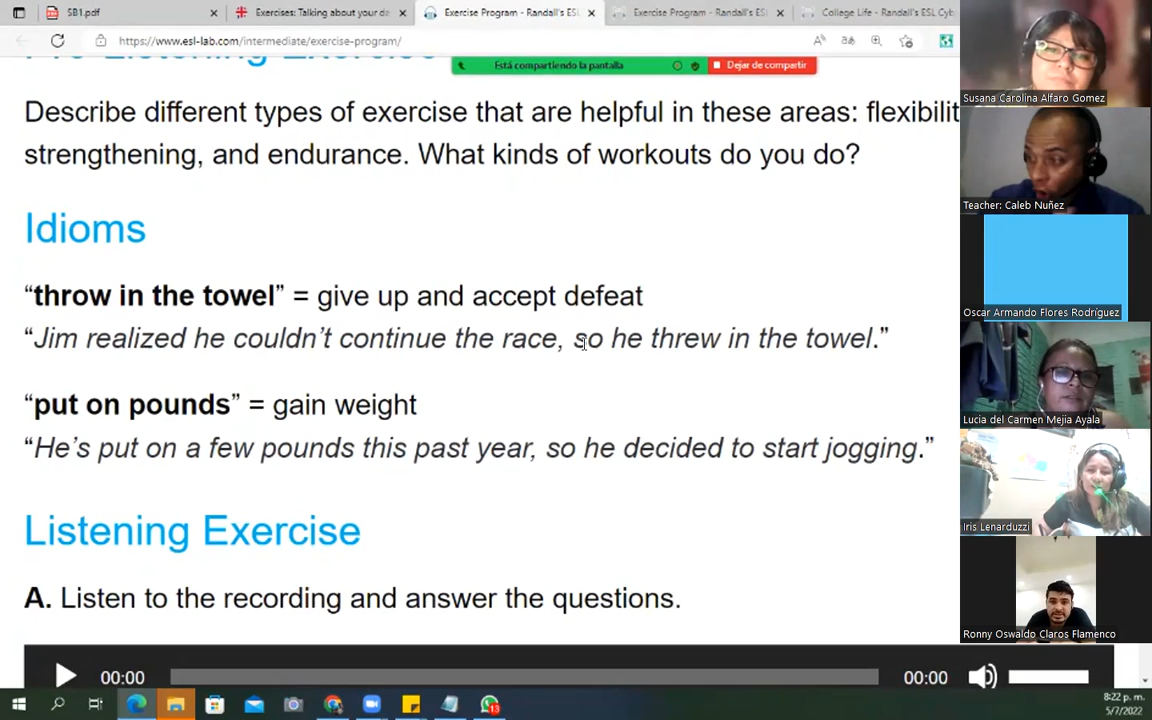 SB1.pdf
Exercises: Talking about your da
Exercise Program - Randall's ESL
Exercise Program - Randall's ESL
College Life - Randall's ESL Cyb
https://www.esl-lab.com/intermediate/exercise-program/
Está compartiendo la pantalla
Dejar de compartir
Pre-Listening Exercise
Describe different types of exercise that are helpful in these areas: flexibilit
strengthening, and endurance. What kinds of workouts do you do?
Idioms
“throw in the towel” = give up and accept defeat
“Jim realized he couldn’t continue the race, so he threw in the towel.”
“put on pounds” = gain weight
“He’s put on a few pounds this past year, so he decided to start jogging.”
Listening Exercise
A. Listen to the recording and answer the questions.
00:00
00:00
Susana Carolina Alfaro Gomez
Teacher: Caleb Nuñez
Oscar Armando Flores Rodríguez
Lucia del Carmen Mejia Ayala
Iris Lenarduzzi
Ronny Oswaldo Claros Flamenco
13
8:22 p. m.
5/7/2022